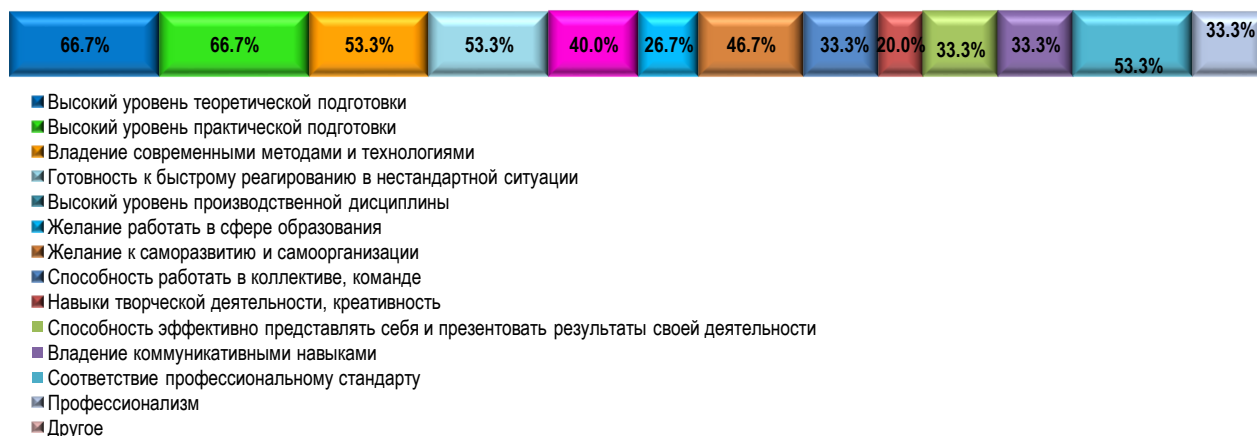 66.7% 66.7% 53.3% 53.3% 40.0% 26.7% 46.7% 33.3% 20.0% 33.3% 33.3% 53.3% 33.3%
Высокий уровень теоретической подготовки
Высокий уровень практической подготовки
Владение современными методами и технологиями
Готовность к быстрому реагированию в нестандартной ситуации
Высокий уровень производственной дисциплины
Желание работать в сфере образования
Желание к саморазвитию и самоорганизации
Способность работать в коллективе, команде
Навыки творческой деятельности, креативность
Способность эффективно представлять себя и презентовать результаты своей деятельности
Владение коммуникативными навыками
Соответствие профессиональному стандарту
Профессионализм
Другое